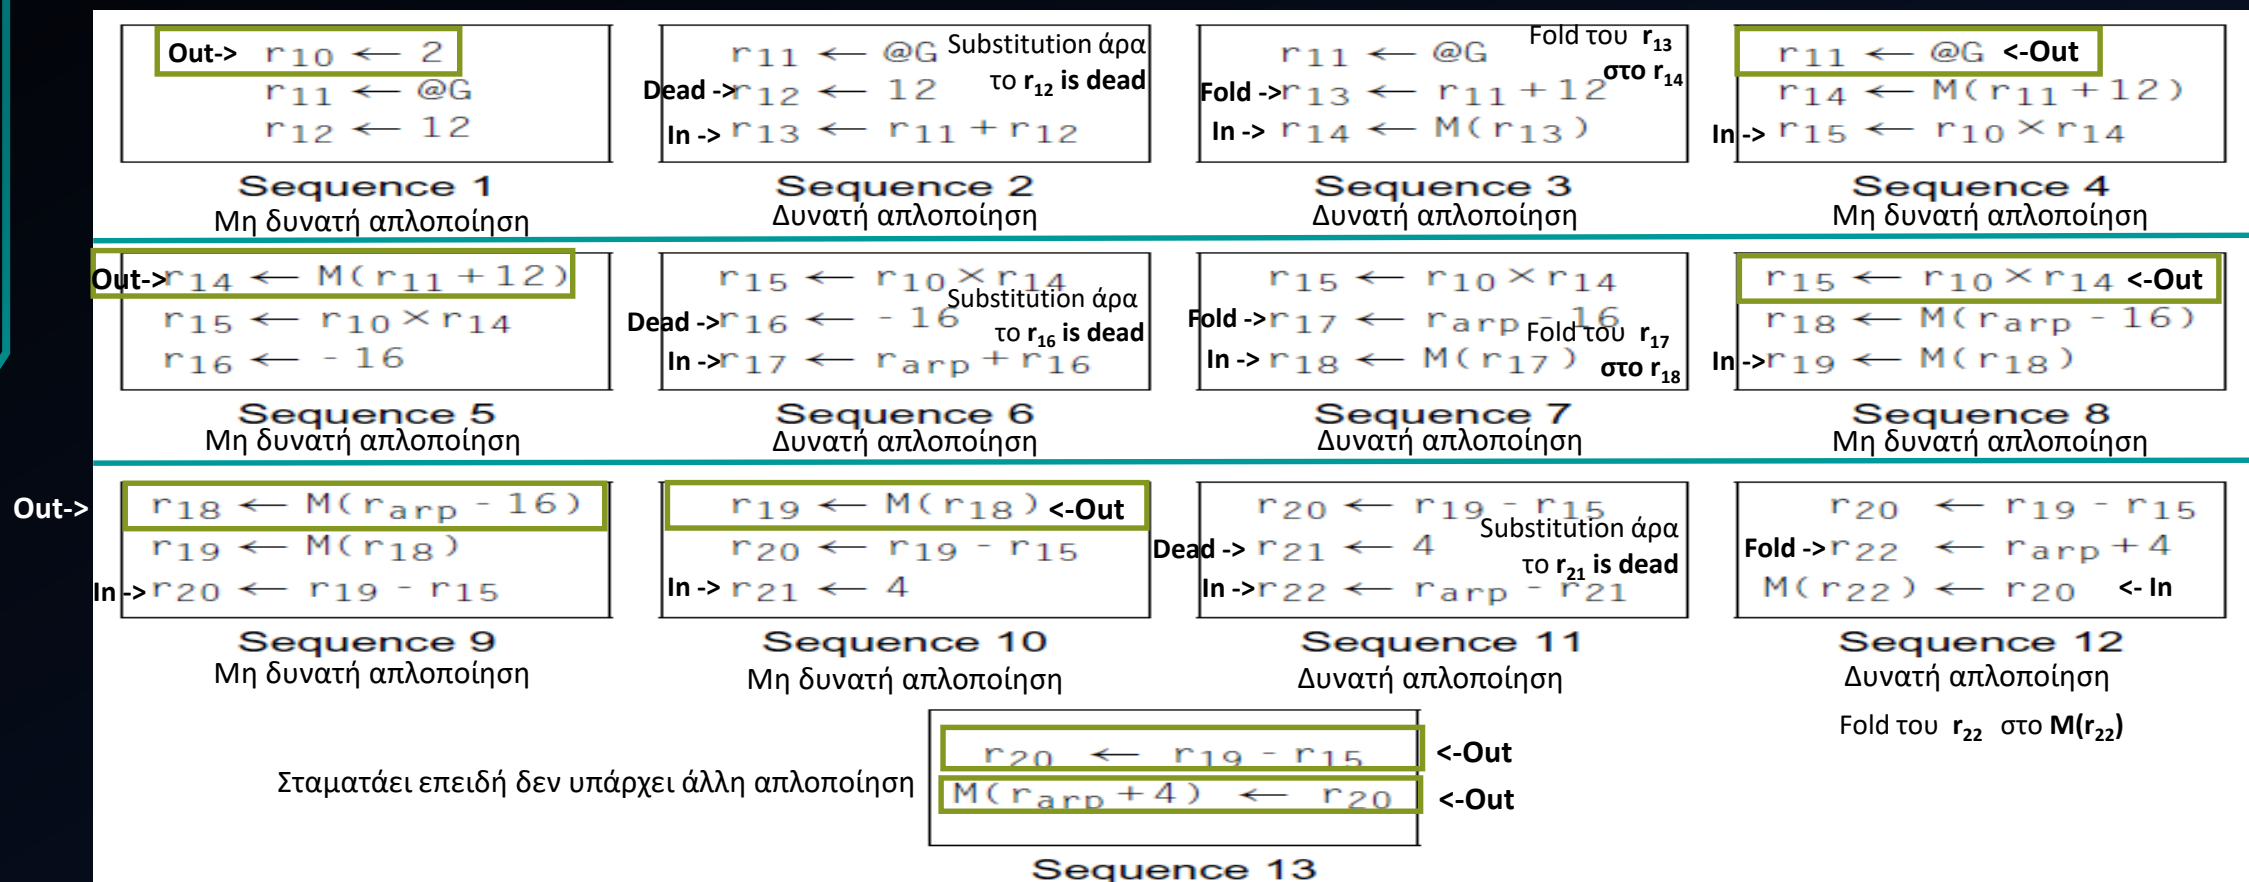 Out-> r10 ← 2
r11 ← @G
r12 ← 12
Sequence 1
Μη δυνατή απλοποίηση
r11 ← @G
Dead -> r12 ← 12
In -> r13 ← r11 + r12
Substitution άρα
το r12 is dead
Sequence 2
Δυνατή απλοποίηση
r11 ← @G
Fold -> r13 ← r11 + 12
In -> r14 ← M(r13)
Fold του r13
στο r14
Sequence 3
Δυνατή απλοποίηση
r11 ← @G <-Out
r14 ← M(r11 + 12)
In -> r15 ← r10 × r14
Sequence 4
Μη δυνατή απλοποίηση
Out-> r14 ← M(r11 + 12)
r15 ← r10 × r14
r16 ← - 16
Sequence 5
Μη δυνατή απλοποίηση
r15 ← r10 × r14
Dead -> r16 ← - 16
In -> r17 ← rarp + r16
Substitution άρα
το r16 is dead
Sequence 6
Δυνατή απλοποίηση
r15 ← r10 × r14
Fold -> r17 ← rarp - 16
In -> r18 ← M(r17)
Fold του r17
στο r18
Sequence 7
Δυνατή απλοποίηση
r15 ← r10 × r14 <-Out
r18 ← M(rarp - 16)
In -> r19 ← M(r18)
Sequence 8
Μη δυνατή απλοποίηση
Out-> r18 ← M(rarp - 16)
r19 ← M(r18)
In -> r20 ← r19 - r15
Sequence 9
Μη δυνατή απλοποίηση
r19 ← M(r18) <-Out
r20 ← r19 - r15
In -> r21 ← 4
Sequence 10
Μη δυνατή απλοποίηση
r20 ← r19 - r15
Dead -> r21 ← 4
In -> r22 ← rarp - r21
Substitution άρα
το r21 is dead
Sequence 11
Δυνατή απλοποίηση
r20 ← r19 - r15
Fold -> r22 ← rarp + 4
M(r22) ← r20 <- In
Sequence 12
Δυνατή απλοποίηση
Fold του r22 στο M(r22)
Σταματάει επειδή δεν υπάρχει άλλη απλοποίηση
r20 ← r19 - r15 <-Out
M(rarp + 4) ← r20 <-Out
Sequence 13